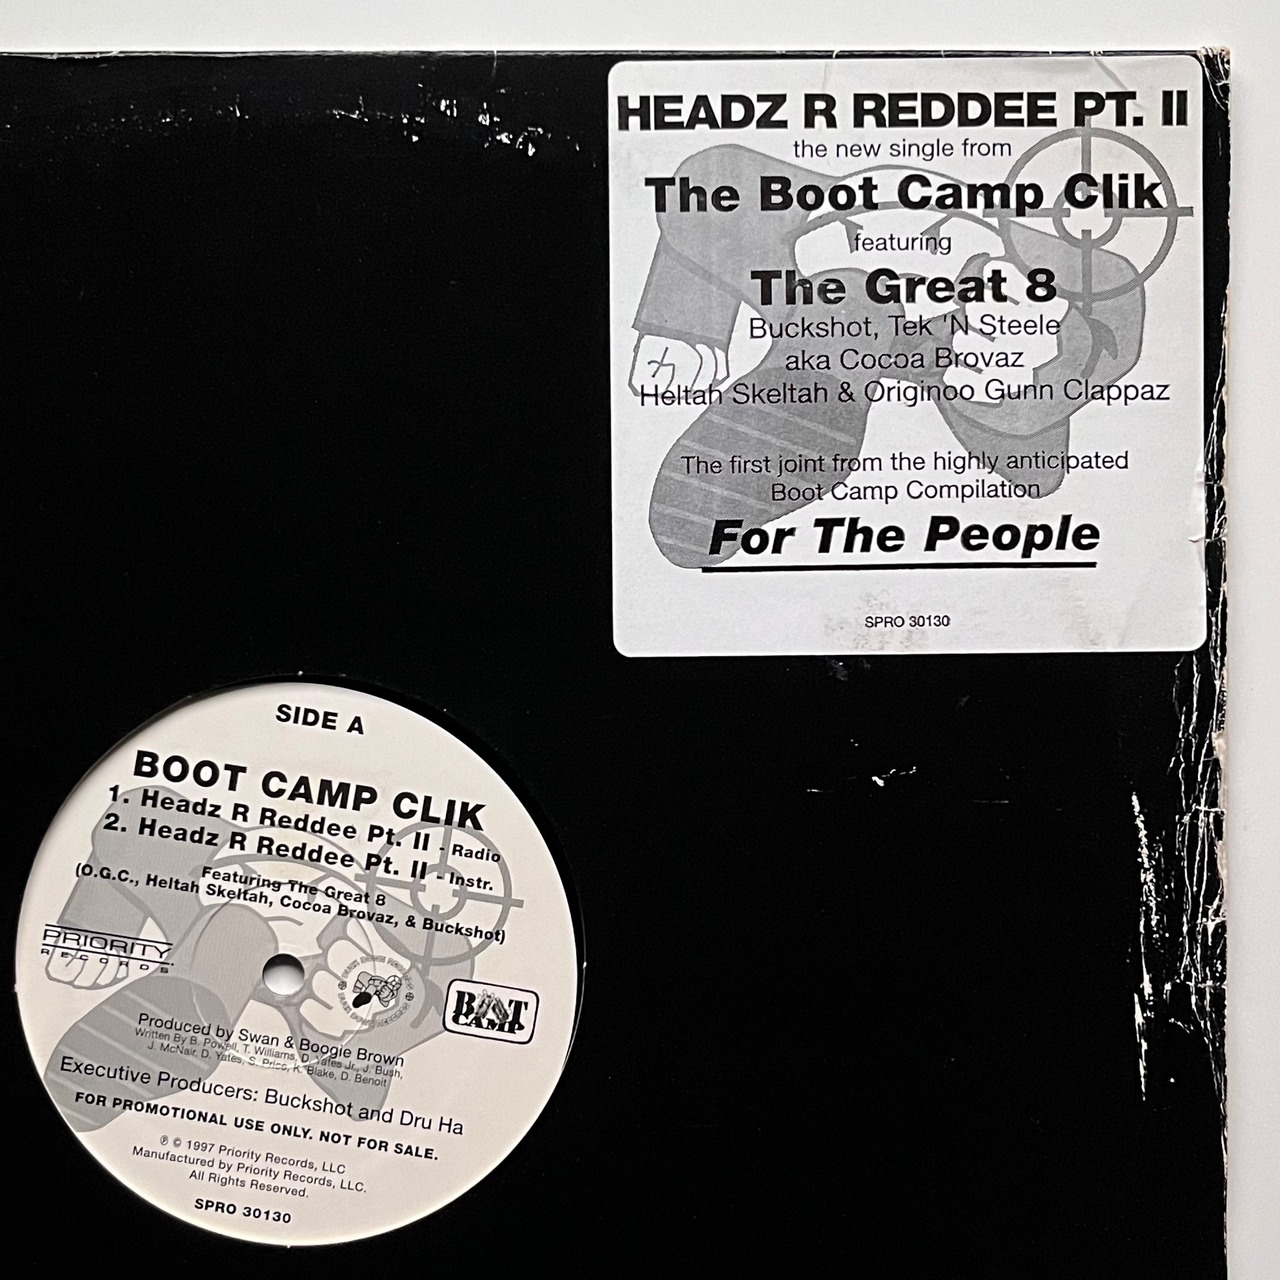 HEADZ R REDDEE PT. II
the new single from
The Boot Camp Clik
featuring
The Great 8
Buckshot, Tek 'N Steele
aka Cocoa Brovaz
Heltah Skeltah & Originoo Gunn Clappaz
The first joint from the highly anticipated
Boot Camp Compilation
For The People
SPRO 30130
SIDE A
BOOT CAMP CLIK
1. Headz R Reddee Pt. II - Radio
2. Headz R Reddee Pt. II - Instr.
Featuring The Great 8
(O.G.C., Heltah Skeltah, Cocoa Brovaz, & Buckshot)
PRIORITY
RECORDS
BOOT
CAMP
Produced by Swan & Boogie Brown
Written By B. Powell, T. Williams, D. Yates Jr., J. Bush,
J. McNair, D. Yates, S. Price, K. Blake, D. Benoit
Executive Producers: Buckshot and Dru Ha
FOR PROMOTIONAL USE ONLY. NOT FOR SALE.
℗ © 1997 Priority Records, LLC
Manufactured by Priority Records, LLC.
All Rights Reserved.
SPRO 30130